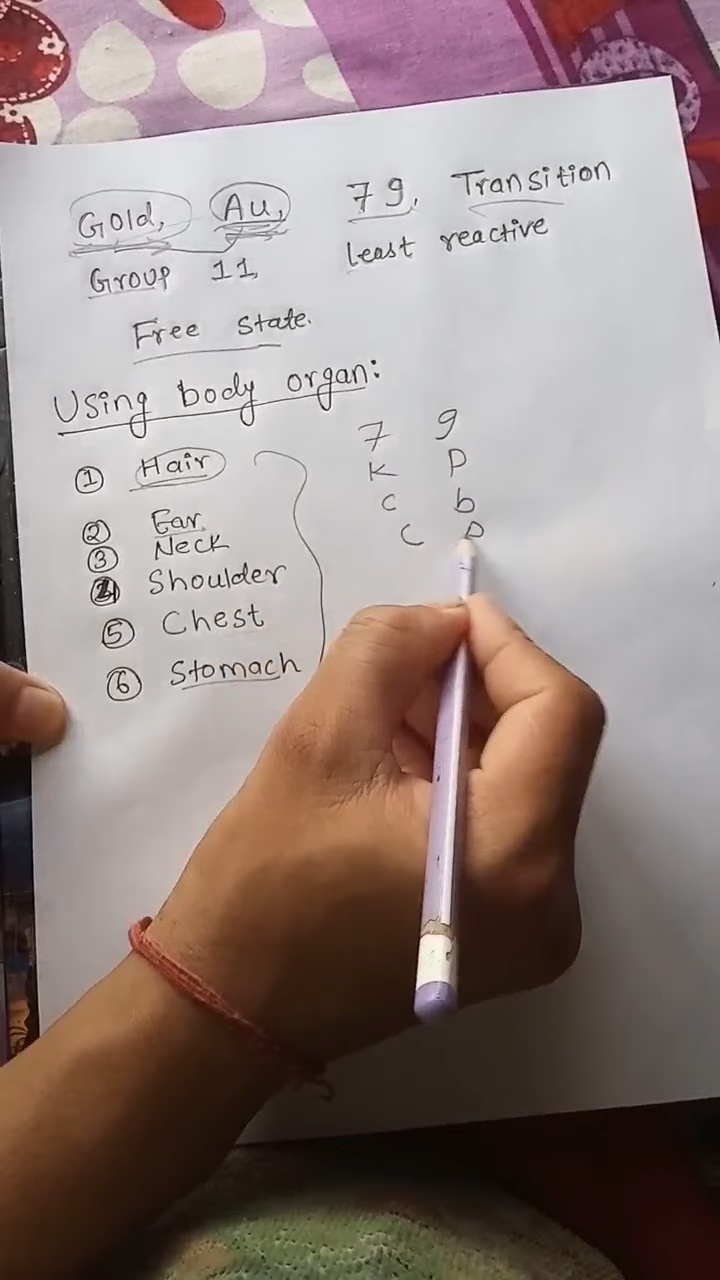 Gold, Au, 79, Transition
Group 11, least reactive
Free state.
Using body organ:
① Hair
② Ear
③ Neck
④ Shoulder
⑤ Chest
⑥ Stomach
7 9
K P
c b
C P